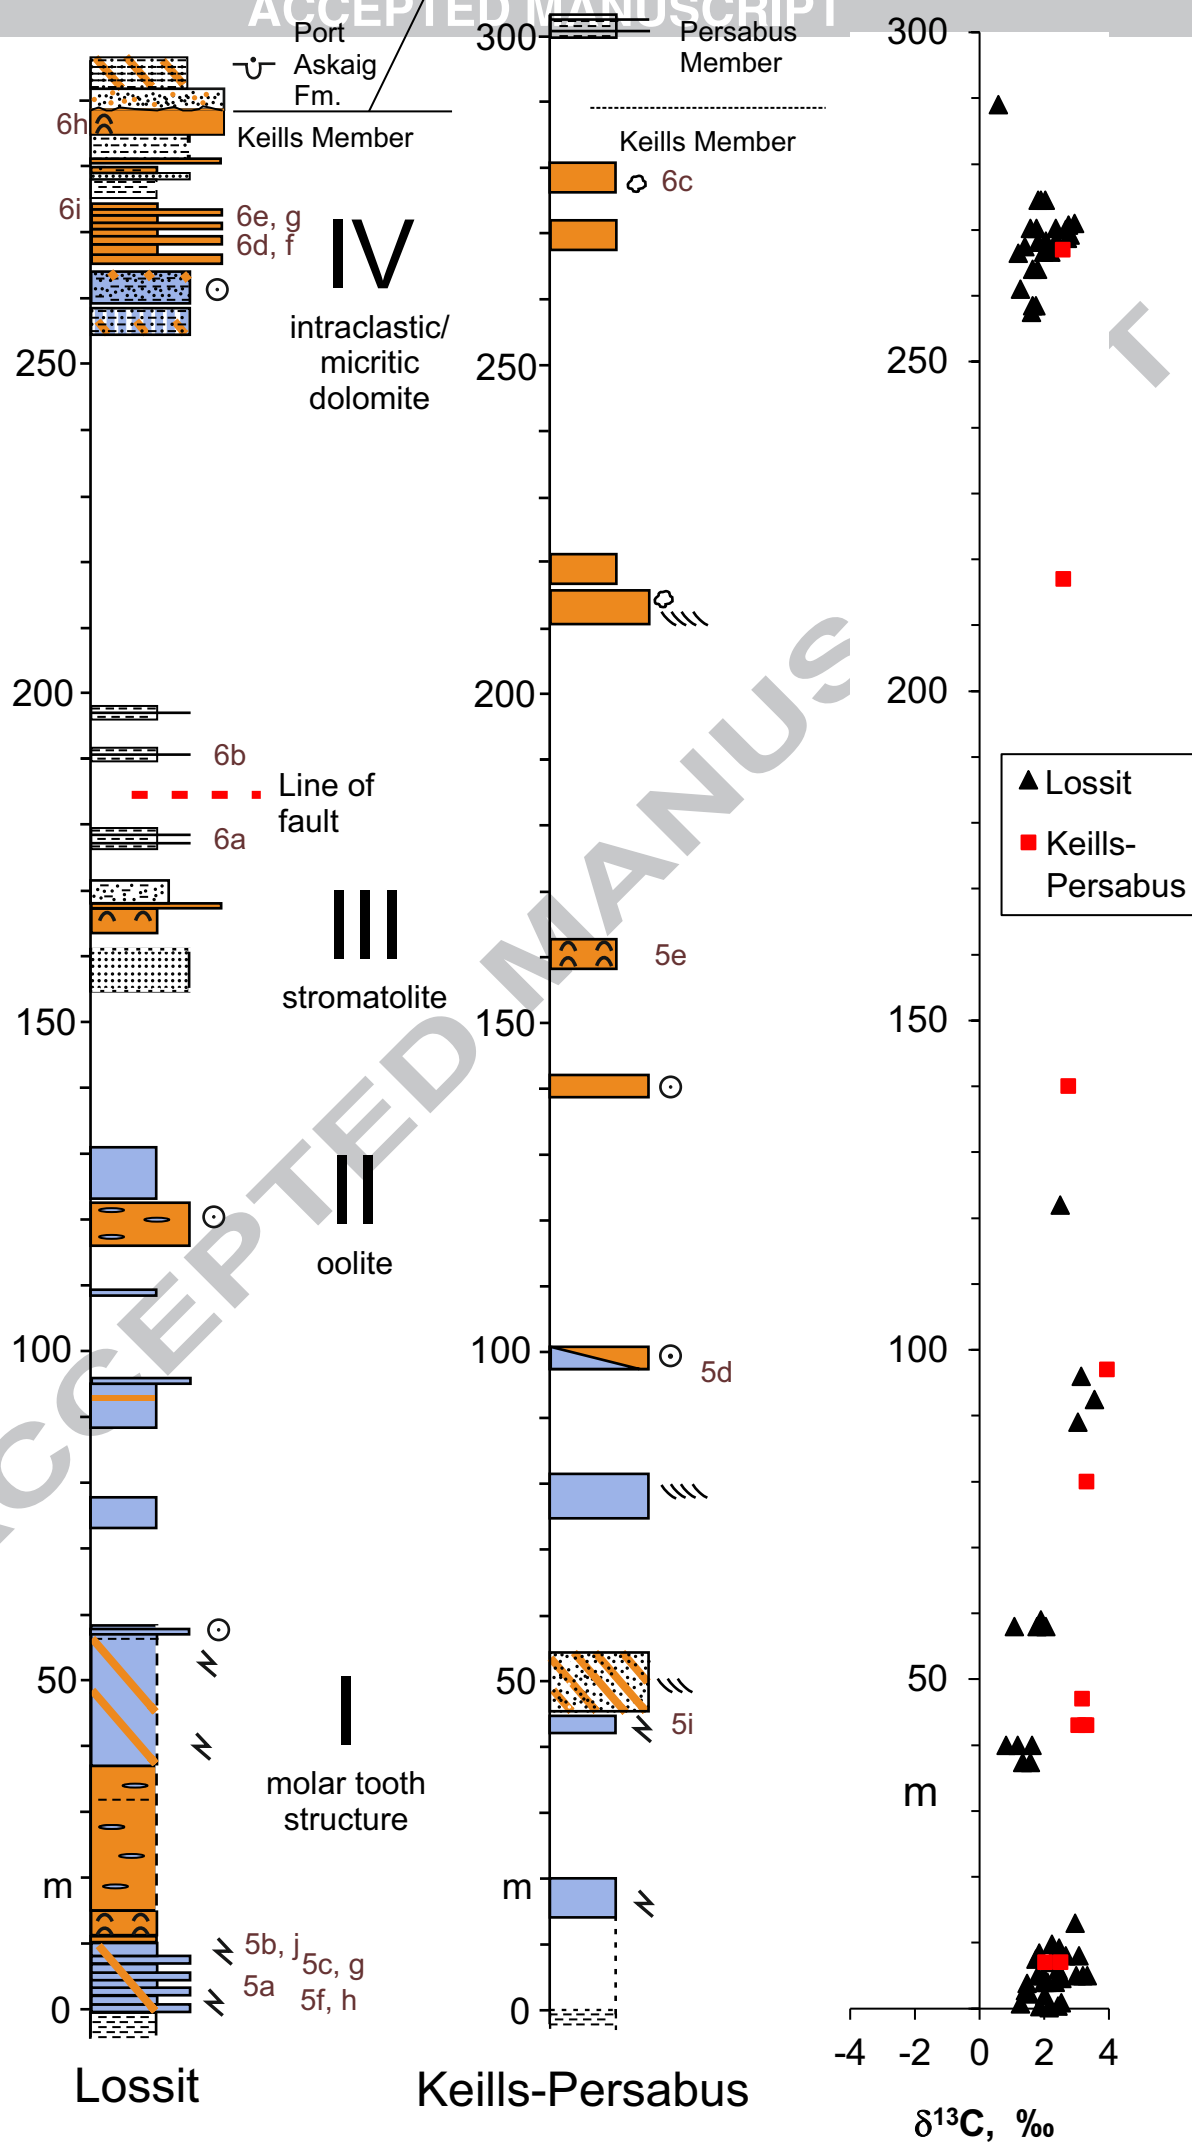 ACCEPTED MANUSCRIPT
Port
Askaig
Fm.
Keills Member
6h
6i
6e, g
6d, f
IV
intraclastic/
micritic
dolomite
250
200
6b
Line of
fault
6a
III
stromatolite
150
II
oolite
100
50
I
molar tooth
structure
m
5b, j
5c, g
5a
5f, h
0
Lossit
300
Persabus
Member
Keills Member
6c
250
200
5e
150
100
5d
50
5i
m
0
Keills-Persabus
300
250
200
Lossit
Keills-
Persabus
150
100
50
m
-4 -2 0 2 4
δ¹³C, ‰
ACCEPTED MANUS
T